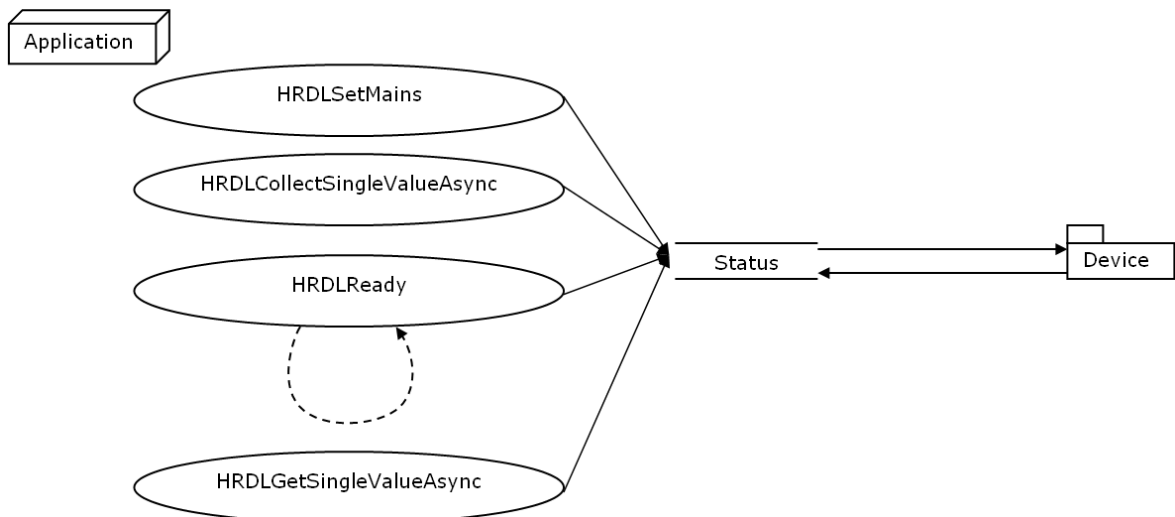 Application
HRDLSetMains
HRDLCollectSingleValueAsync
HRDLReady
Status
Device
HRDLGetSingleValueAsync